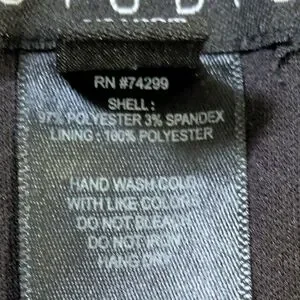 RN #74299
SHELL :
97% POLYESTER 3% SPANDEX
LINING : 100% POLYESTER
HAND WASH COLD
WITH LIKE COLORS
DO NOT BLEACH
DO NOT IRON
HANG DRY